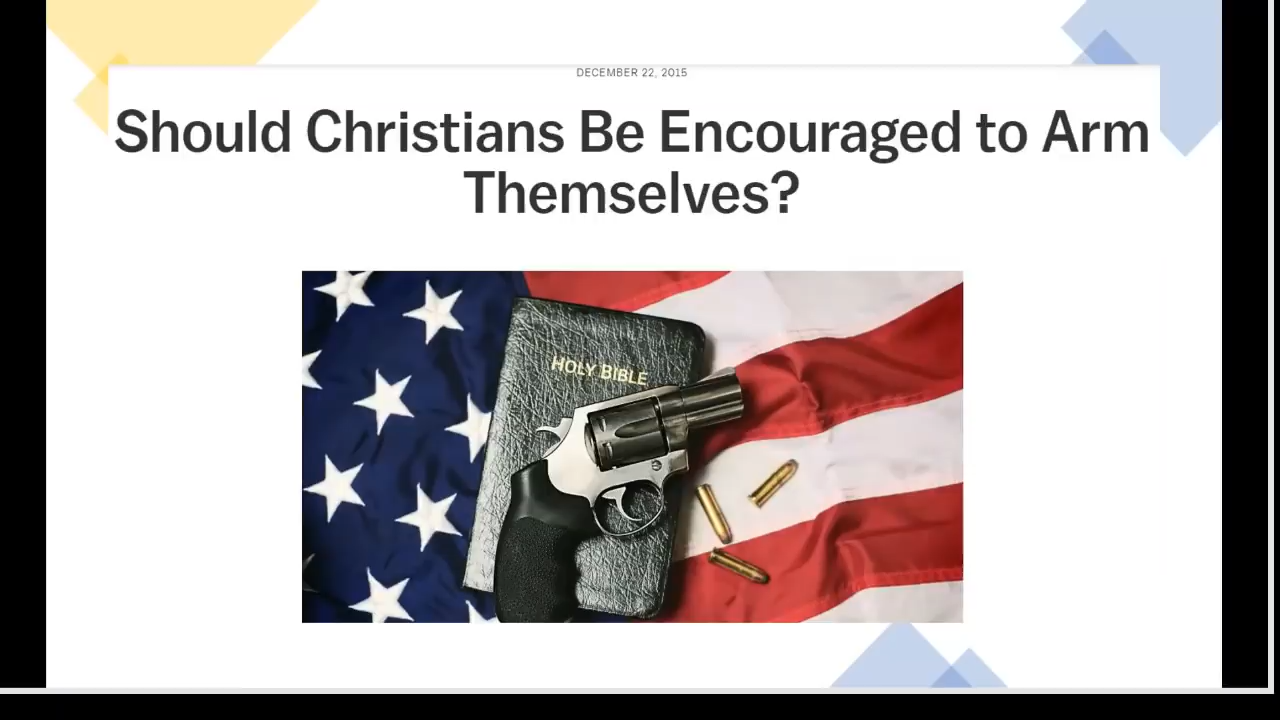 DECEMBER 22, 2015
Should Christians Be Encouraged to Arm
Themselves?
HOLY BIBLE